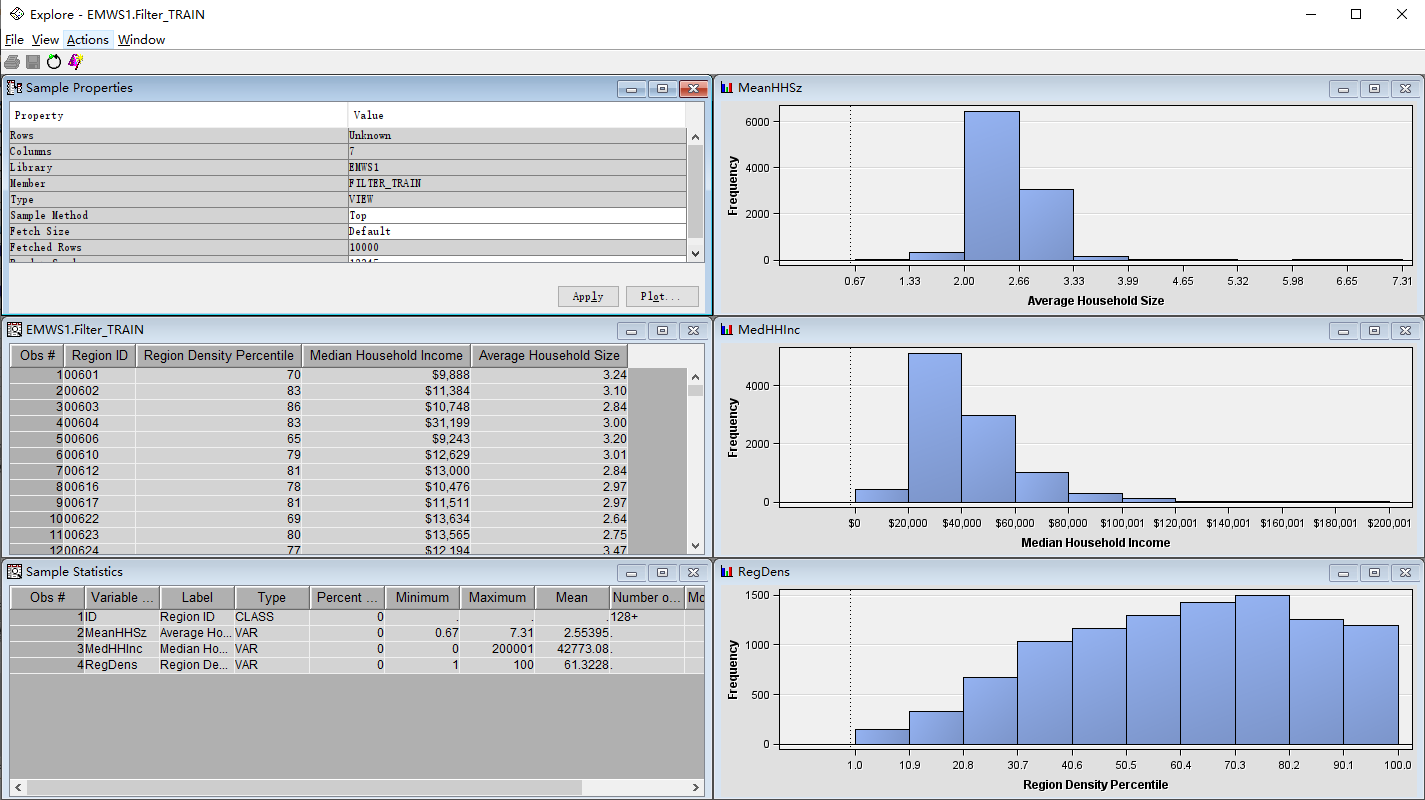 Explore - EMWS1.Filter_TRAIN
File View Actions Window
Sample Properties
Property Value
Rows Unknown
Columns 7
Library EMWS1
Member FILTER_TRAIN
Type VIEW
Sample Method Top
Fetch Size Default
Fetched Rows 10000
Apply Plot...
EMWS1.Filter_TRAIN
Obs # Region ID Region Density Percentile Median Household Income Average Household Size
1 00601 70 $9,888 3.24
2 00602 83 $11,384 3.10
3 00603 86 $10,748 2.84
4 00604 83 $31,199 3.00
5 00606 65 $9,243 3.20
6 00610 79 $12,629 3.01
7 00612 81 $13,000 2.84
8 00616 78 $10,476 2.97
9 00617 81 $11,511 2.97
10 00622 69 $13,634 2.64
11 00623 80 $13,565 2.75
12 00624 77 $12,194 3.47
Sample Statistics
Obs # Variable ... Label Type Percent ... Minimum Maximum Mean Number o... Mo
1 ID Region ID CLASS 0 . . . 128+
2 MeanHHSz Average Ho... VAR 0 0.67 7.31 2.55395 .
3 MedHHInc Median Ho... VAR 0 0 200001 42773.08 .
4 RegDens Region De... VAR 0 1 100 61.3228 .
MeanHHSz
Frequency
6000
4000
2000
0
0.67 1.33 2.00 2.66 3.33 3.99 4.65 5.32 5.98 6.65 7.31
Average Household Size
MedHHInc
Frequency
4000
2000
0
$0 $20,000 $40,000 $60,000 $80,000 $100,001 $120,001 $140,001 $160,001 $180,001 $200,001
Median Household Income
RegDens
Frequency
1500
1000
500
0
1.0 10.9 20.8 30.7 40.6 50.5 60.4 70.3 80.2 90.1 100.0
Region Density Percentile